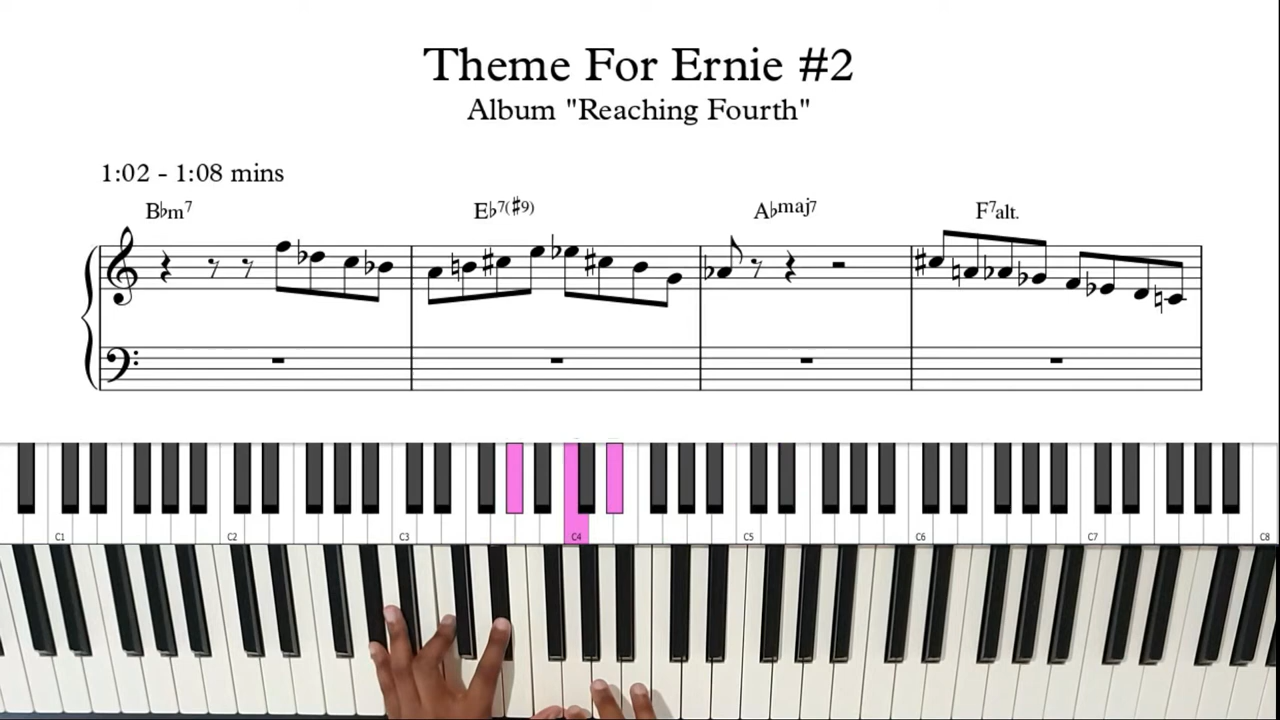 Theme For Ernie #2
Album "Reaching Fourth"
1:02 - 1:08 mins
B♭m7 E♭7(♯9) A♭maj7 F7alt.
C1 C2 C3 C4 C5 C6 C7 C8